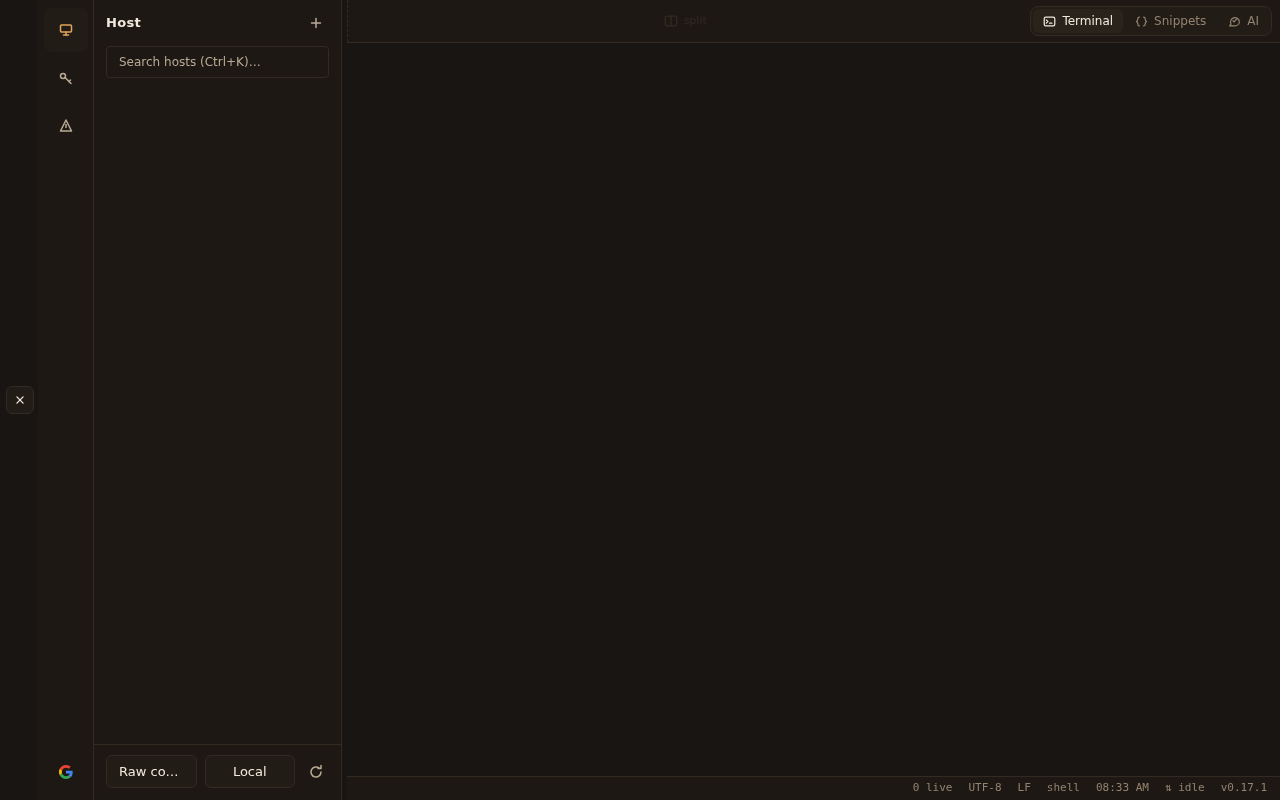 Host
split
Terminal
Snippets
AI
Search hosts (Ctrl+K)…
Raw co…
Local
0 live
UTF-8
LF
shell
08:33 AM
⇅ idle
v0.17.1